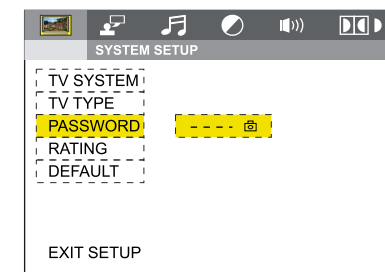 SYSTEM SETUP
TV SYSTEM
TV TYPE
PASSWORD - - - -
RATING
DEFAULT
EXIT SETUP